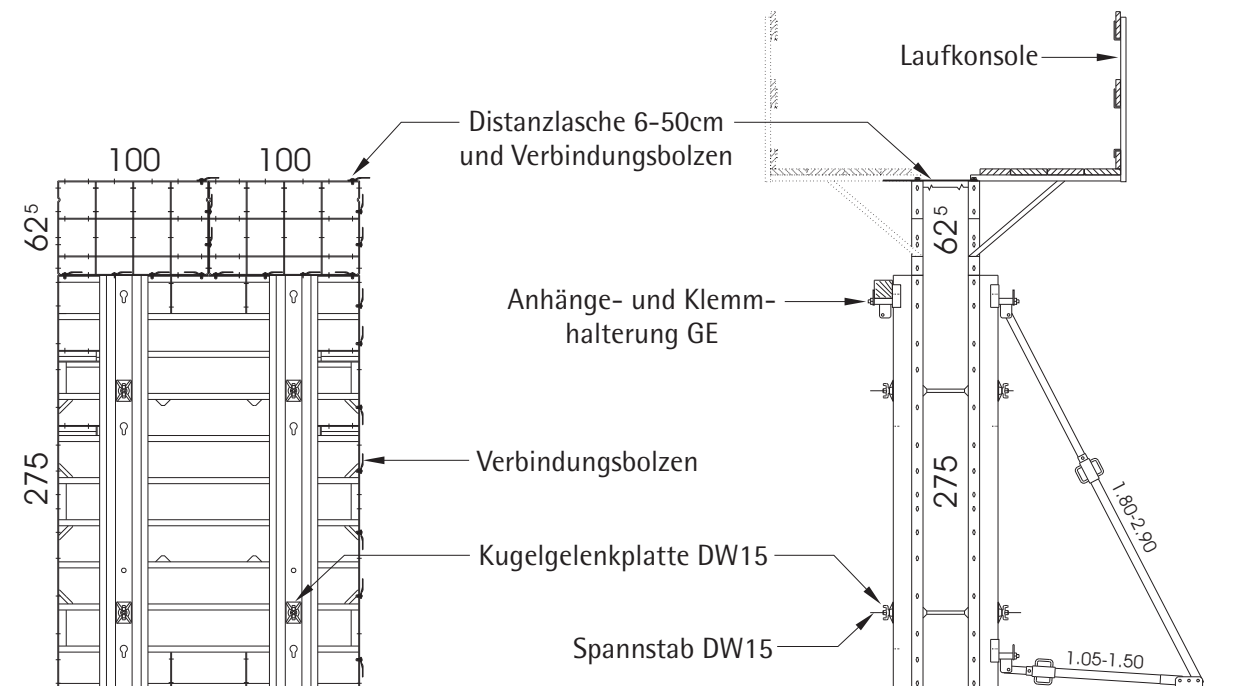 Laufkonsole
Distanzlasche 6-50cm
und Verbindungsbolzen
100
100
62⁵
62⁵
Anhänge- und Klemm-
halterung GE
Verbindungsbolzen
275
275
1.80-2.90
Kugelgelenkplatte DW15
Spannstab DW15
1.05-1.50